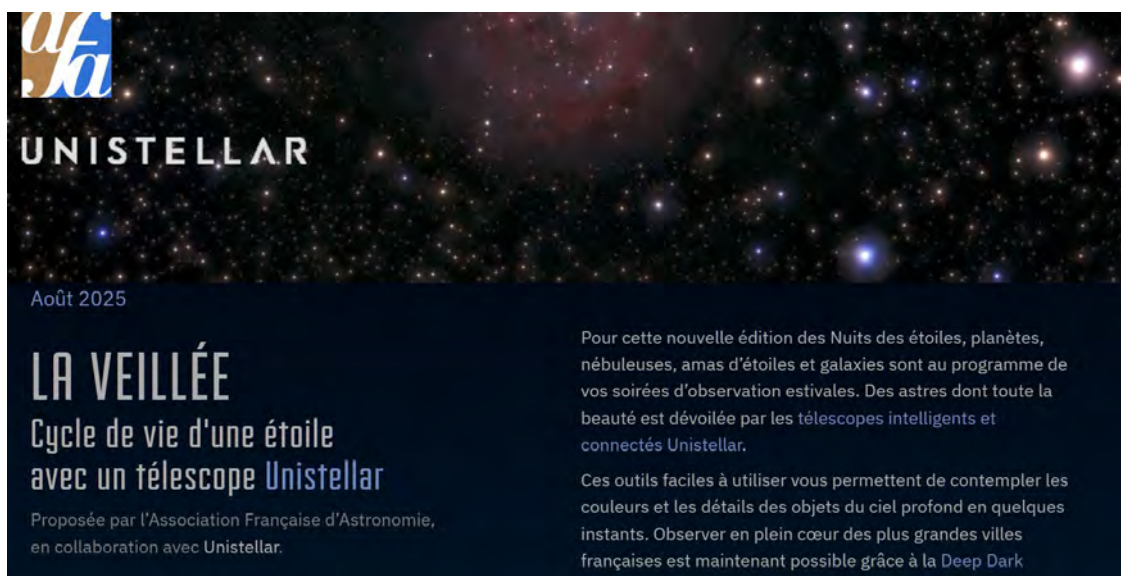 afa
UNISTELLAR
Août 2025
LA VEILLÉE
Cycle de vie d'une étoile
avec un télescope Unistellar
Proposée par l'Association Française d'Astronomie,
en collaboration avec Unistellar.
Pour cette nouvelle édition des Nuits des étoiles, planètes,
nébuleuses, amas d'étoiles et galaxies sont au programme de
vos soirées d'observation estivales. Des astres dont toute la
beauté est dévoilée par les télescopes intelligents et
connectés Unistellar.
Ces outils faciles à utiliser vous permettent de contempler les
couleurs et les détails des objets du ciel profond en quelques
instants. Observer en plein cœur des plus grandes villes
françaises est maintenant possible grâce à la Deep Dark